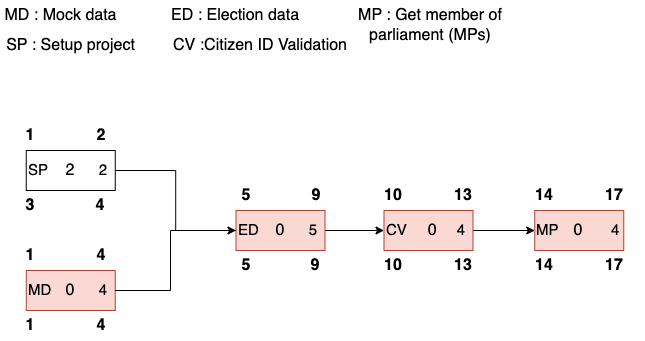 MD : Mock data
ED : Election data
MP : Get member of
parliament (MPs)
SP : Setup project
CV :Citizen ID Validation
1 2
SP 2 2
3 4
1 4
MD 0 4
1 4
5 9
ED 0 5
5 9
10 13
CV 0 4
10 13
14 17
MP 0 4
14 17